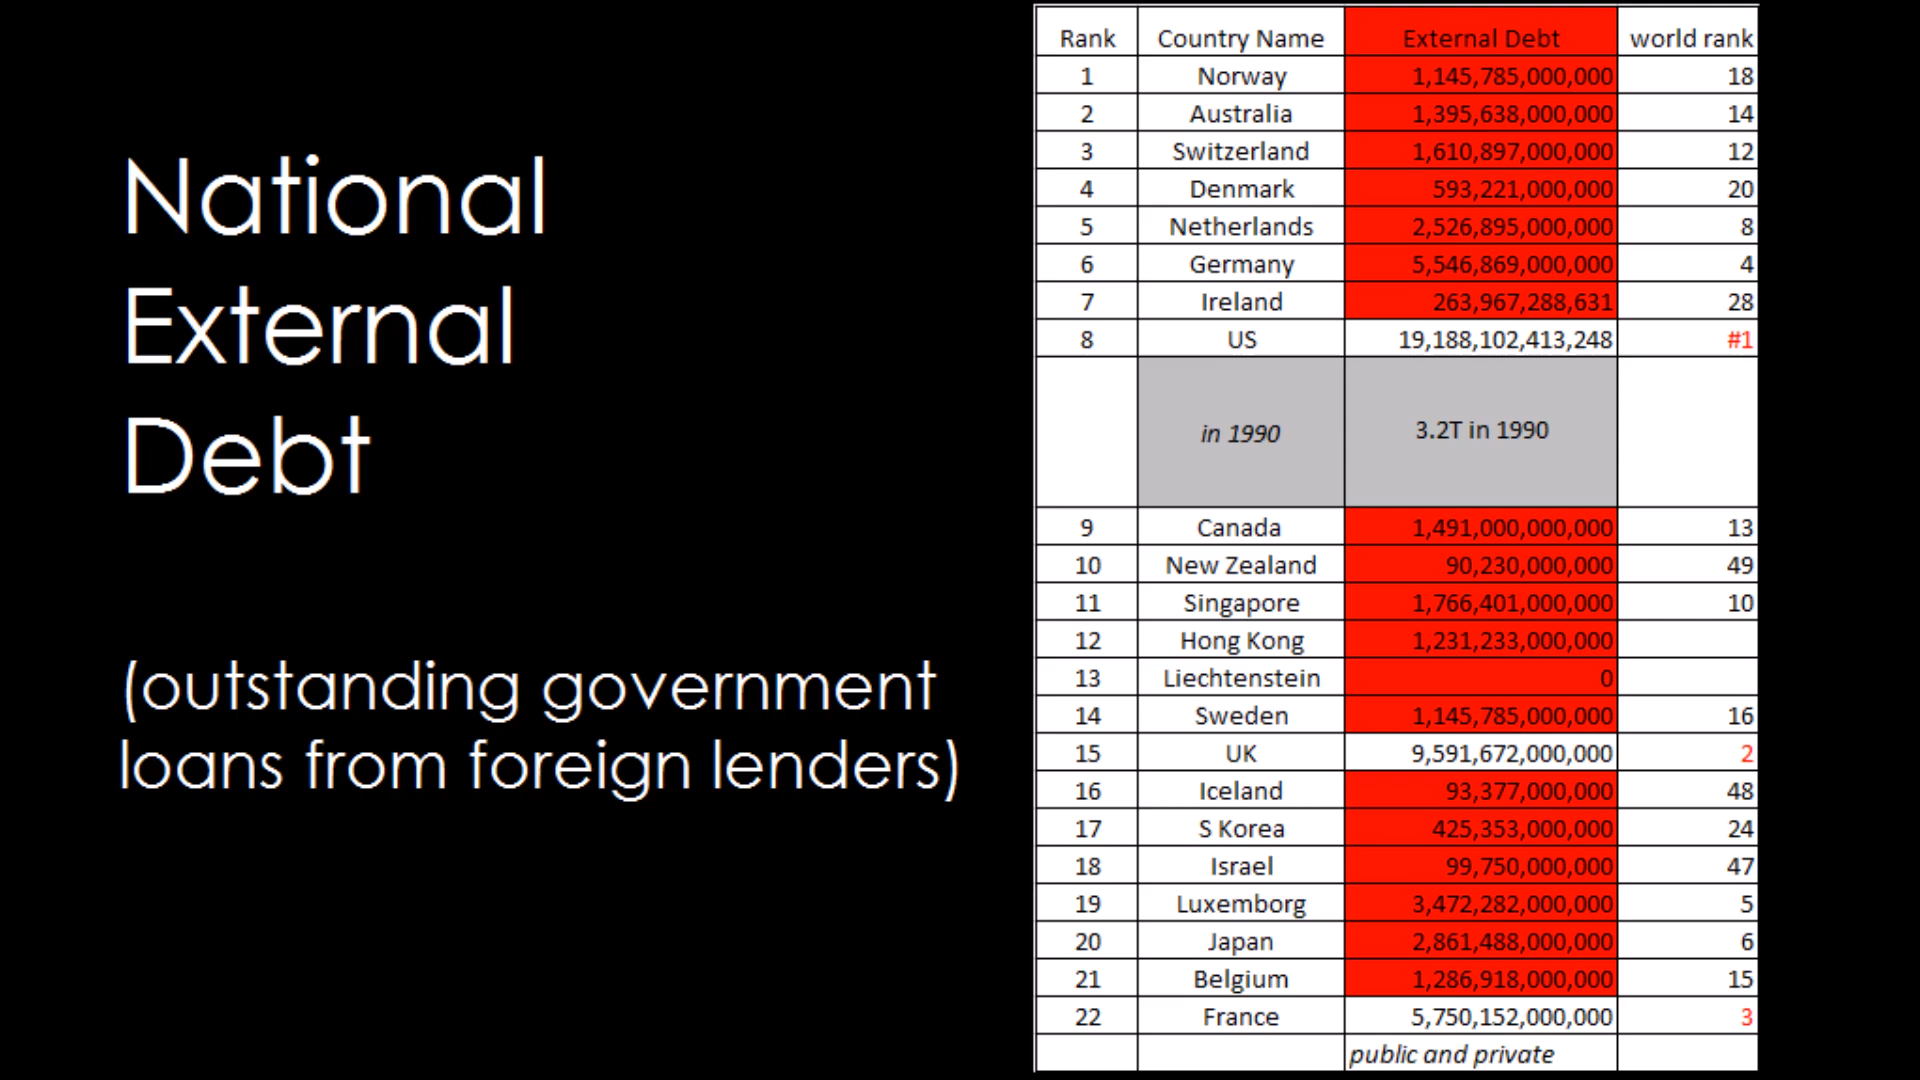 National
External
Debt
(outstanding government
loans from foreign lenders)
Rank Country Name External Debt world rank
1 Norway 1,145,785,000,000 18
2 Australia 1,395,638,000,000 14
3 Switzerland 1,610,897,000,000 12
4 Denmark 593,221,000,000 20
5 Netherlands 2,526,895,000,000 8
6 Germany 5,546,869,000,000 4
7 Ireland 263,967,288,631 28
8 US 19,188,102,413,248 #1
in 1990 3.2T in 1990
9 Canada 1,491,000,000,000 13
10 New Zealand 90,230,000,000 49
11 Singapore 1,766,401,000,000 10
12 Hong Kong 1,231,233,000,000
13 Liechtenstein 0
14 Sweden 1,145,785,000,000 16
15 UK 9,591,672,000,000 2
16 Iceland 93,377,000,000 48
17 S Korea 425,353,000,000 24
18 Israel 99,750,000,000 47
19 Luxemborg 3,472,282,000,000 5
20 Japan 2,861,488,000,000 6
21 Belgium 1,286,918,000,000 15
22 France 5,750,152,000,000 3
public and private